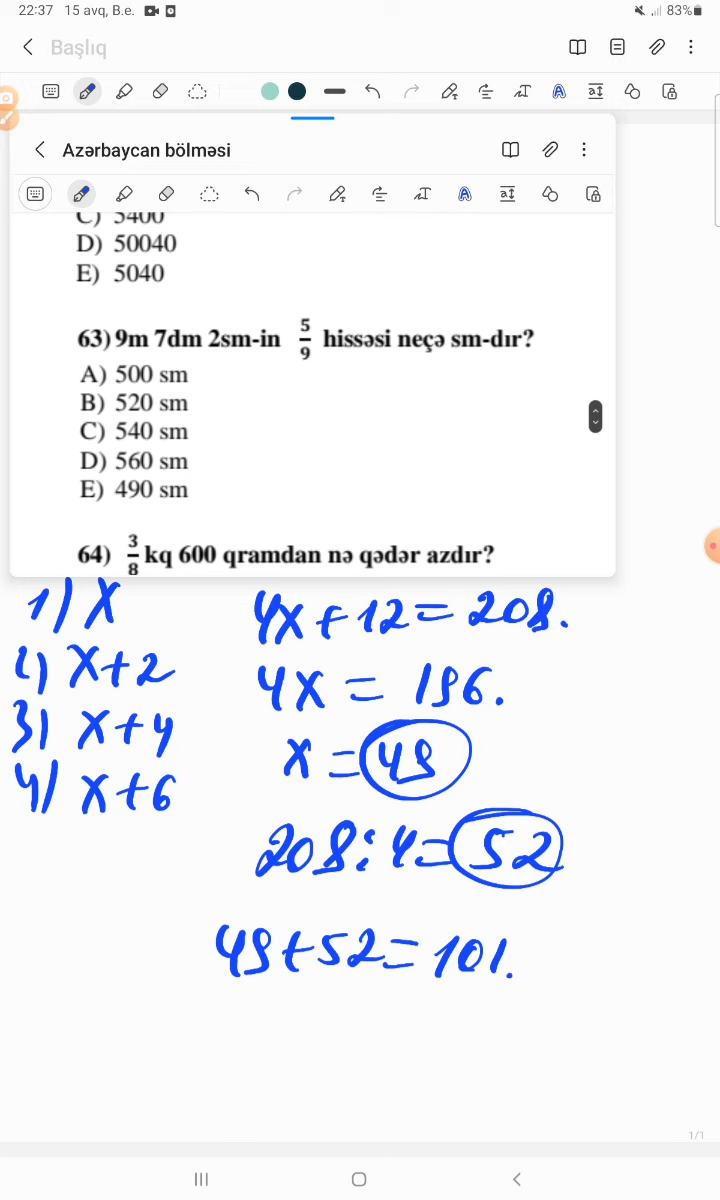 22:37 15 avq, B.e. 83%
Başlıq
Azərbaycan bölməsi
C) 5400
D) 50040
E) 5040
63) 9m 7dm 2sm-in 5/9 hissəsi neçə sm-dır?
A) 500 sm
B) 520 sm
C) 540 sm
D) 560 sm
E) 490 sm
64) 3/8 kq 600 qramdan nə qədər azdır?
1) x
2) x+2
3) x+4
4) x+6
4x+12=208.
4x=196.
x=49
208:4=52
49+52=101.
1/1